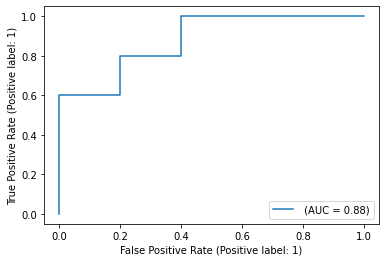 1.0
0.8
0.6
0.4
0.2
0.0
True Positive Rate (Positive label: 1)
(AUC = 0.88)
0.0 0.2 0.4 0.6 0.8 1.0
False Positive Rate (Positive label: 1)